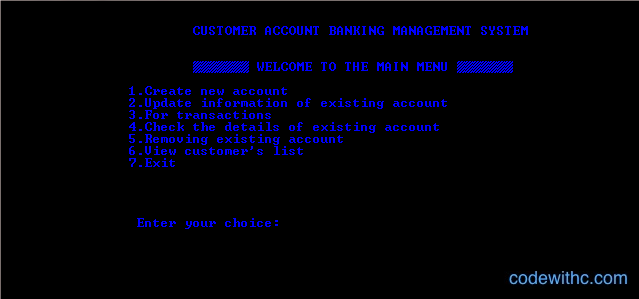 CUSTOMER ACCOUNT BANKING MANAGEMENT SYSTEM
WELCOME TO THE MAIN MENU
1.Create new account
2.Update information of existing account
3.For transactions
4.Check the details of existing account
5.Removing existing account
6.View customer's list
7.Exit
Enter your choice:
codewithc.com